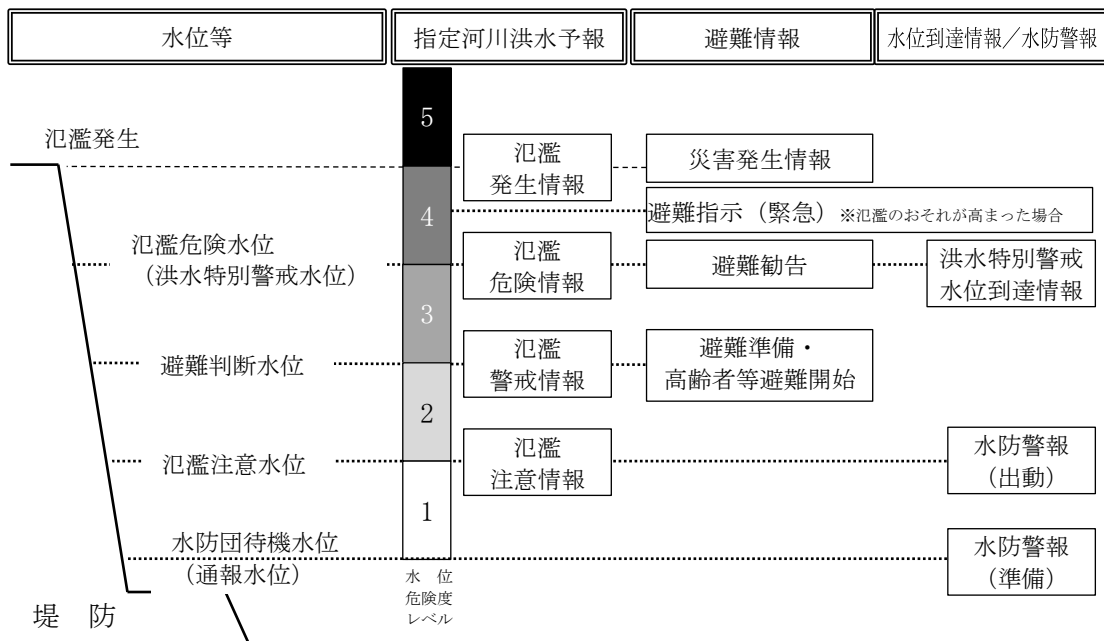 水位等
指定河川洪水予報
避難情報
水位到達情報／水防警報
5
氾濫発生
氾濫
発生情報
災害発生情報
4
避難指示（緊急）※氾濫のおそれが高まった場合
氾濫危険水位
（洪水特別警戒水位）
氾濫
危険情報
避難勧告
洪水特別警戒
水位到達情報
3
避難判断水位
氾濫
警戒情報
避難準備・
高齢者等避難開始
2
氾濫注意水位
氾濫
注意情報
水防警報
（出動）
1
水防団待機水位
（通報水位）
水防警報
（準備）
水　位
危険度
レベル
堤　防